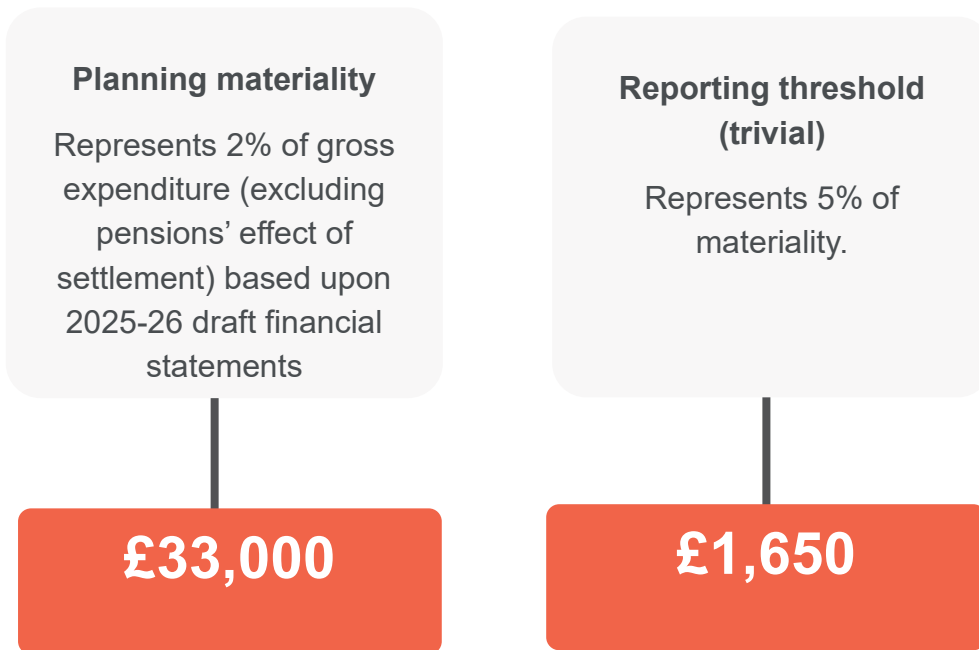 Planning materiality
Represents 2% of gross
expenditure (excluding
pensions’ effect of
settlement) based upon
2025-26 draft financial
statements
£33,000
Reporting threshold
(trivial)
Represents 5% of
materiality.
£1,650